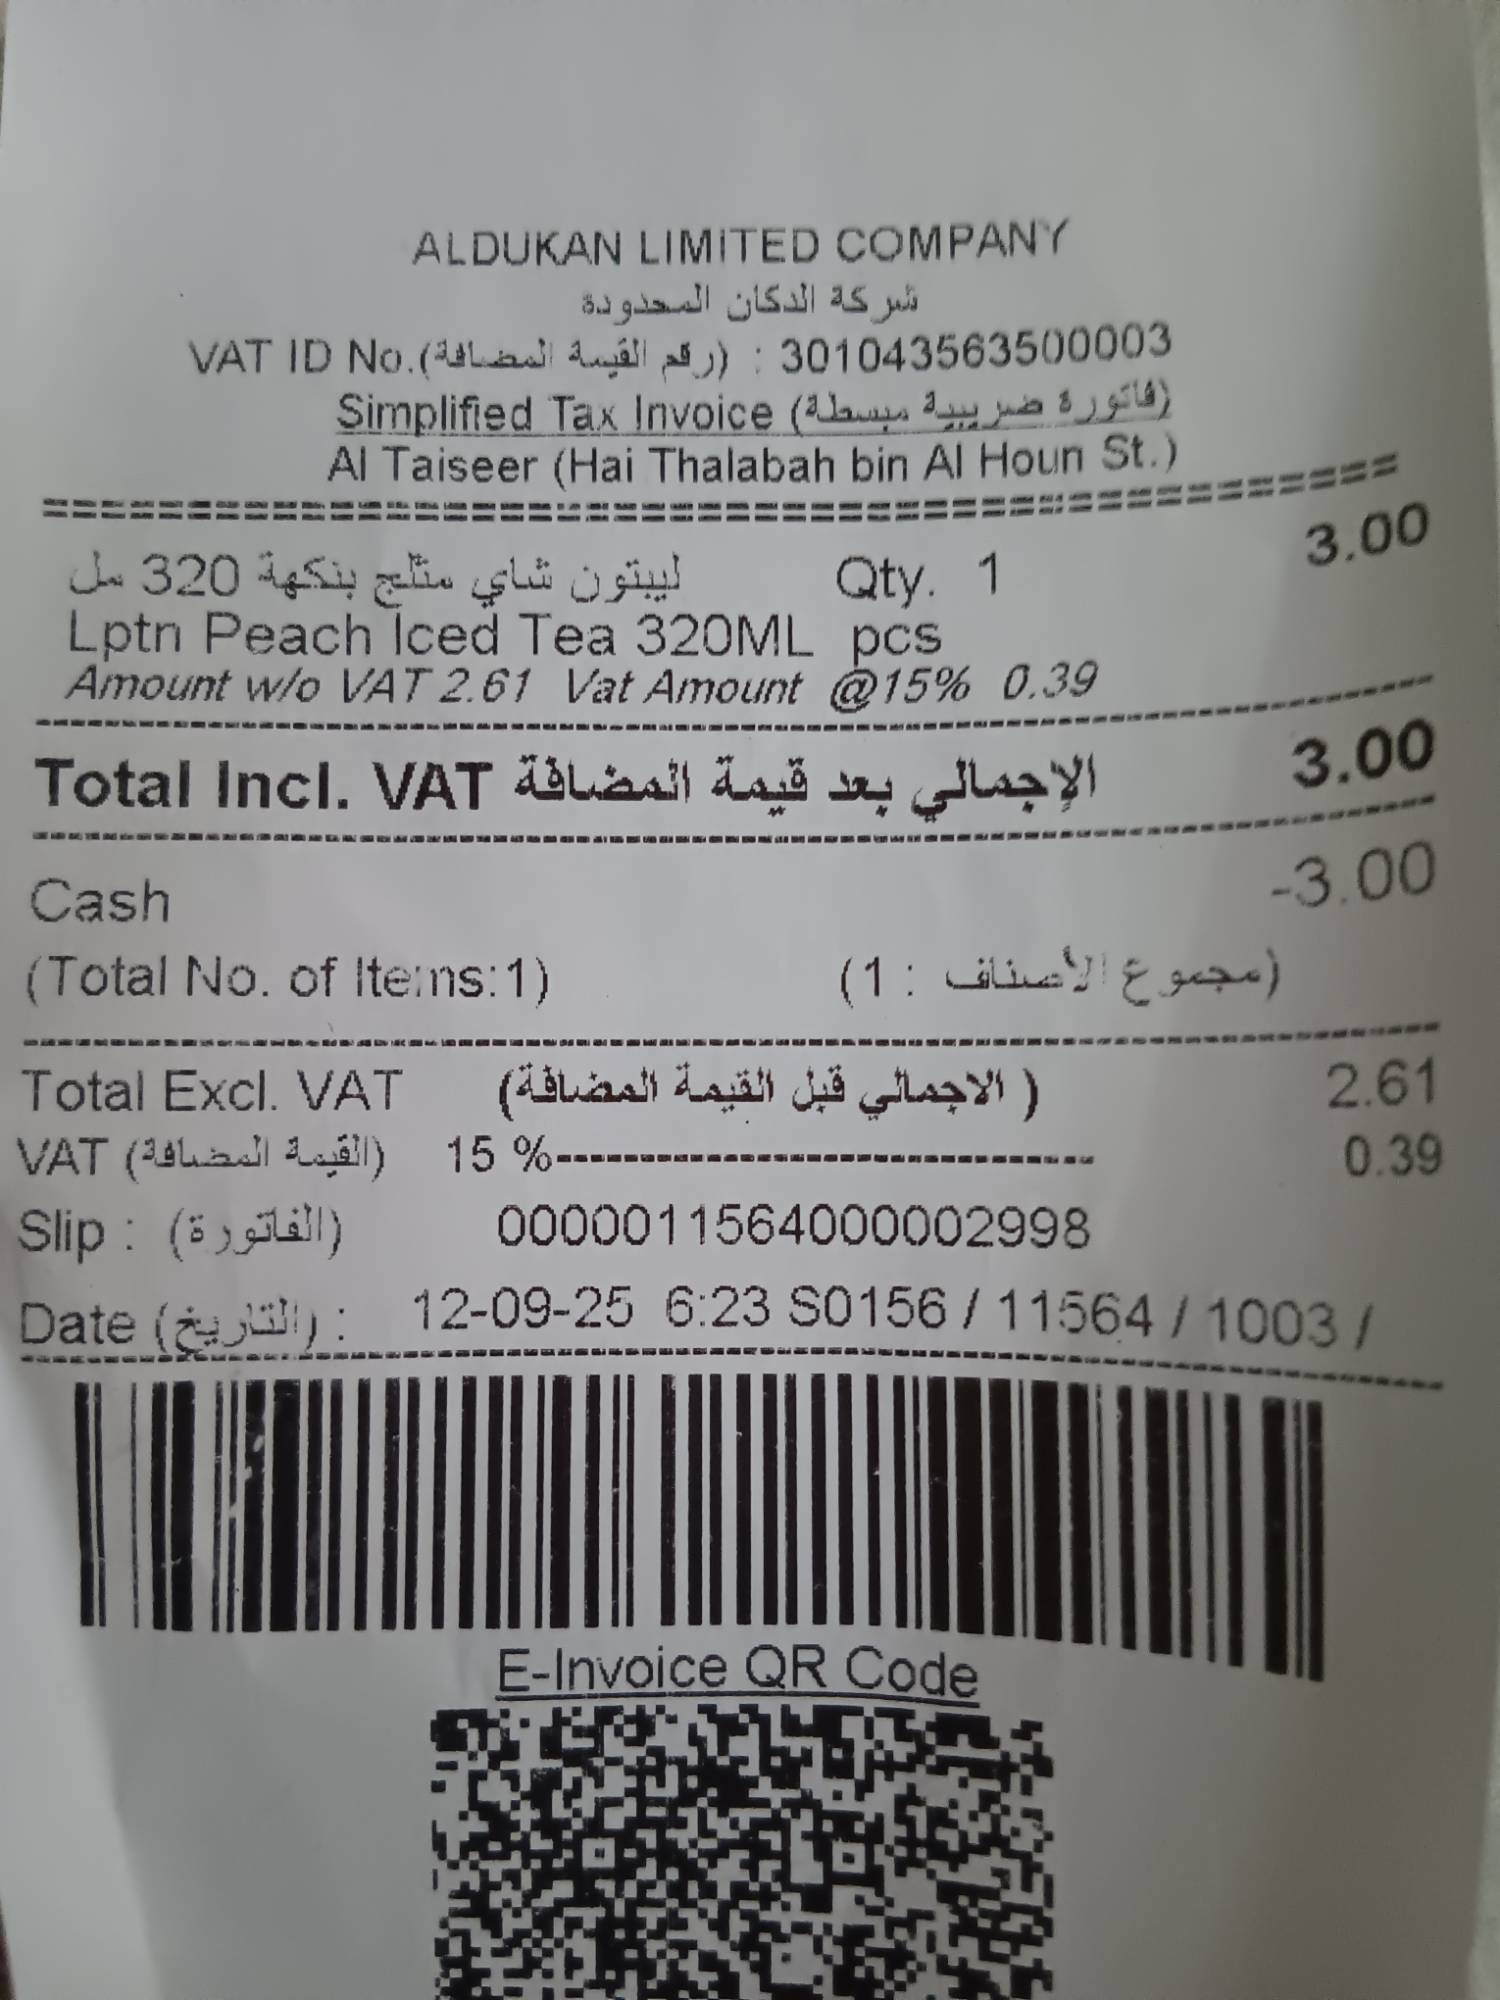 ALDUKAN LIMITED COMPANY
شركة الدكان المحدودة
VAT ID No.(رقم القيمة المضافة) : 301043563500003
Simplified Tax Invoice (فاتورة ضريبية مبسطة)
Al Taiseer (Hai Thalabah bin Al Houn St.)
ليبتون شاي مثلج بنكهة 320 مل Qty. 1 3.00
Lptn Peach Iced Tea 320ML pcs
Amount w/o VAT 2.61 Vat Amount @15% 0.39
Total Incl. VAT الإجمالي بعد قيمة المضافة 3.00
Cash -3.00
(Total No. of Items:1) (مجموع الأصناف : 1)
Total Excl. VAT (الاجمالي قبل القيمة المضافة ) 2.61
VAT (القيمة المضافة) 15 %---------------------------------- 0.39
Slip : (الفاتورة) 0000011564000002998
Date (التاريخ) : 12-09-25 6:23 S0156 / 11564 / 1003 /
E-Invoice QR Code